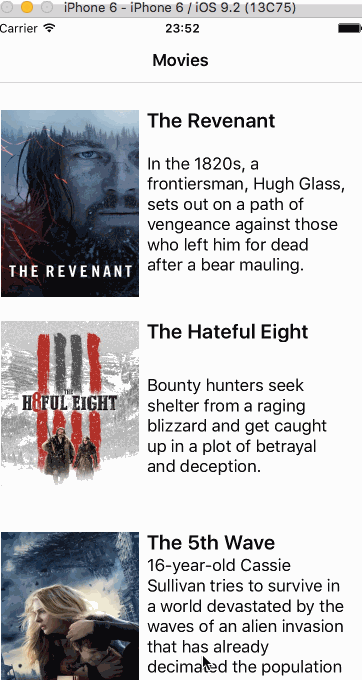 iPhone 6 - iPhone 6 / iOS 9.2 (13C75)
Carrier 23:52
Movies
The Revenant
In the 1820s, a
frontiersman, Hugh Glass,
sets out on a path of
vengeance against those
who left him for dead
after a bear mauling.
THE REVENANT
The Hateful Eight
Bounty hunters seek
shelter from a raging
blizzard and get caught
up in a plot of betrayal
and deception.
THE
H8FUL EIGHT
The 5th Wave
16-year-old Cassie
Sullivan tries to survive in
a world devastated by the
waves of an alien invasion
that has already
decimated the population